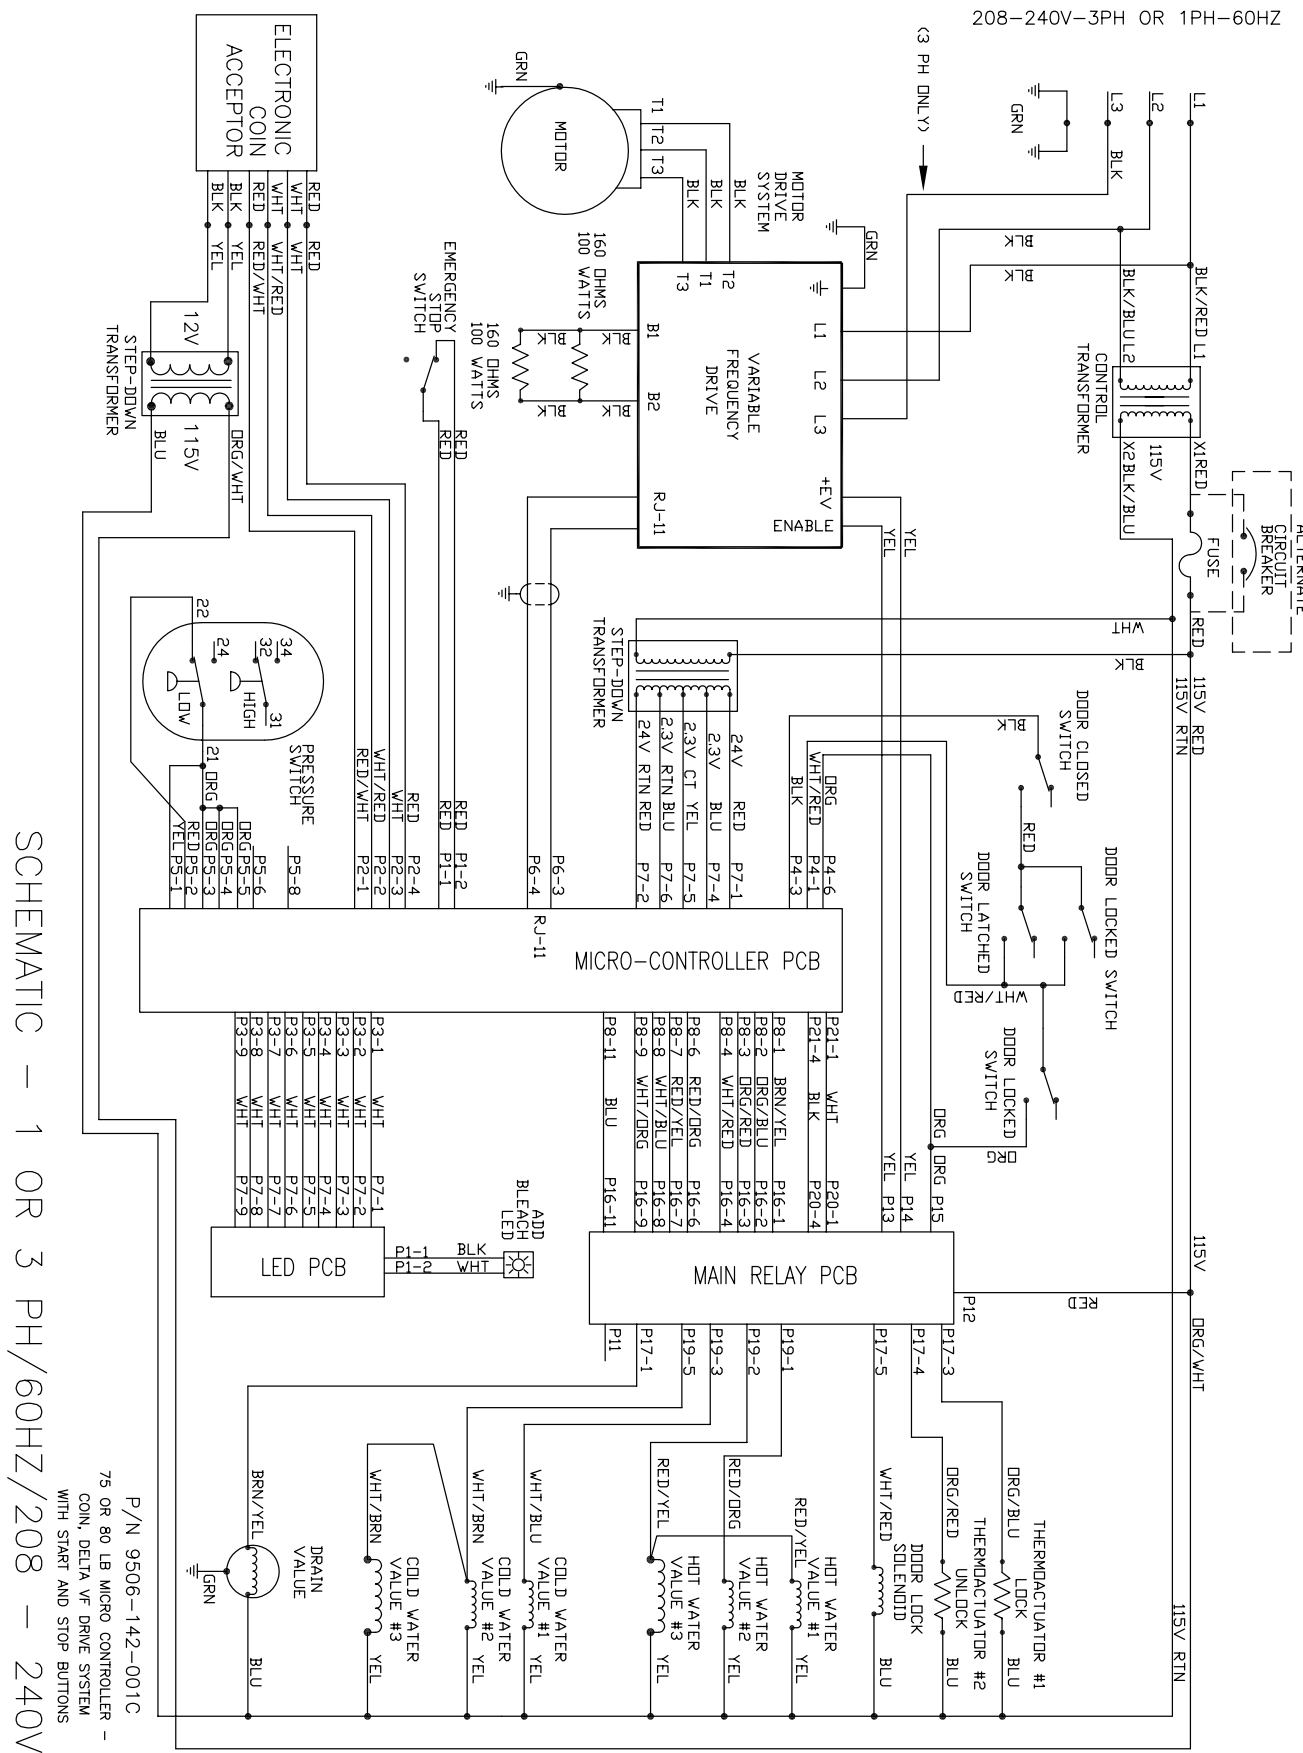 208-240V-3PH OR 1PH-60HZ
(3 PH ONLY)
L1
L2
L3
GRN
BLK
BLK
BLK
BLK/RED L1
BLK/BLU L2
CONTROL
TRANSFORMER
115V
X1 RED
X2 BLK/BLU
ALTERNATE
CIRCUIT
BREAKER
FUSE
RED
WHT
BLK
115V RED
115V RTN
115V
ORG/WHT
115V RTN
ELECTRONIC
COIN
ACCEPTOR
RED
WHT
WHT
RED
BLK
BLK
RED
WHT
WHT/RED
RED/WHT
YEL
YEL
12V
STEP-DOWN
TRANSFORMER
115V
BLU
ORG/WHT
GRN
MOTOR
T1
T2
T3
BLK
BLK
BLK
MOTOR
DRIVE
SYSTEM
GRN
160 OHMS
100 WATTS
160 OHMS
100 WATTS
BLK
BLK
BLK
BLK
EMERGENCY
STOP
SWITCH
RED
RED
T2
T1
T3
B1
B2
L1
L2
L3
VARIABLE
FREQUENCY
DRIVE
RJ-11
+EV
ENABLE
YEL
YEL
STEP-DOWN
TRANSFORMER
24V RED P7-1
2.3V BLU P7-4
2.3V CT YEL P7-5
2.3V RTN BLU P7-6
24V RTN RED P7-2
22
24
32
34
31
HIGH
LOW
21 ORG
PRESSURE
SWITCH
YEL P5-1
RED P5-2
ORG P5-3
ORG P5-4
ORG P5-5
P5-6
P5-8
RED/WHT P2-1
WHT/RED P2-2
WHT P2-3
RED P2-4
RED P1-1
RED P1-2
P6-4
P6-3
BLK P4-3
WHT/RED P4-1
ORG P4-6
BLK
DOOR CLOSED
SWITCH
RED
DOOR LATCHED
SWITCH
DOOR LOCKED SWITCH
WHT/RED
DOOR LOCKED
SWITCH
ORG
RJ-11
MICRO-CONTROLLER PCB
P3-1 WHT P7-1
P3-2 WHT P7-2
P3-3 WHT P7-3
P3-4 WHT P7-4
P3-5 WHT P7-5
P3-6 WHT P7-6
P3-7 WHT P7-7
P3-8 WHT P7-8
P3-9 WHT P7-9
P21-1 WHT P20-1
P21-4 BLK P20-4
P8-1 BRN/YEL P16-1
P8-2 ORG/BLU P16-2
P8-3 ORG/RED P16-3
P8-4 WHT/RED P16-4
P8-6 RED/ORG P16-6
P8-7 RED/YEL P16-7
P8-8 WHT/BLU P16-8
P8-9 WHT/ORG P16-9
P8-11 BLU P16-11
YEL P13
YEL P14
ORG ORG P15
LED PCB
P1-1 BLK
P1-2 WHT
ADD
BLEACH
LED
MAIN RELAY PCB
P12
RED
P11
P17-1
P19-5
P19-3
P19-2
P19-1
P17-5
P17-4
P17-3
BRN/YEL
DRAIN
VALUE
GRN
BLU
WHT/BRN
COLD WATER
VALUE #3
YEL
WHT/BRN
COLD WATER
VALUE #2
YEL
WHT/BLU
COLD WATER
VALUE #1
YEL
RED/YEL
HOT WATER
VALUE #3
YEL
RED/ORG
HOT WATER
VALUE #2
YEL
RED/YEL
HOT WATER
VALUE #1
YEL
WHT/RED
DOOR LOCK
SOLENOID
BLU
ORG/RED
THERMOACTUATOR #2
UNLOCK
BLU
ORG/BLU
THERMOACTUATOR #1
LOCK
BLU
P/N 9506-142-001C
75 OR 80 LB MICRO CONTROLLER -
COIN, DELTA VF DRIVE SYSTEM
WITH START AND STOP BUTTONS
SCHEMATIC - 1 OR 3 PH/60HZ/208 - 240V